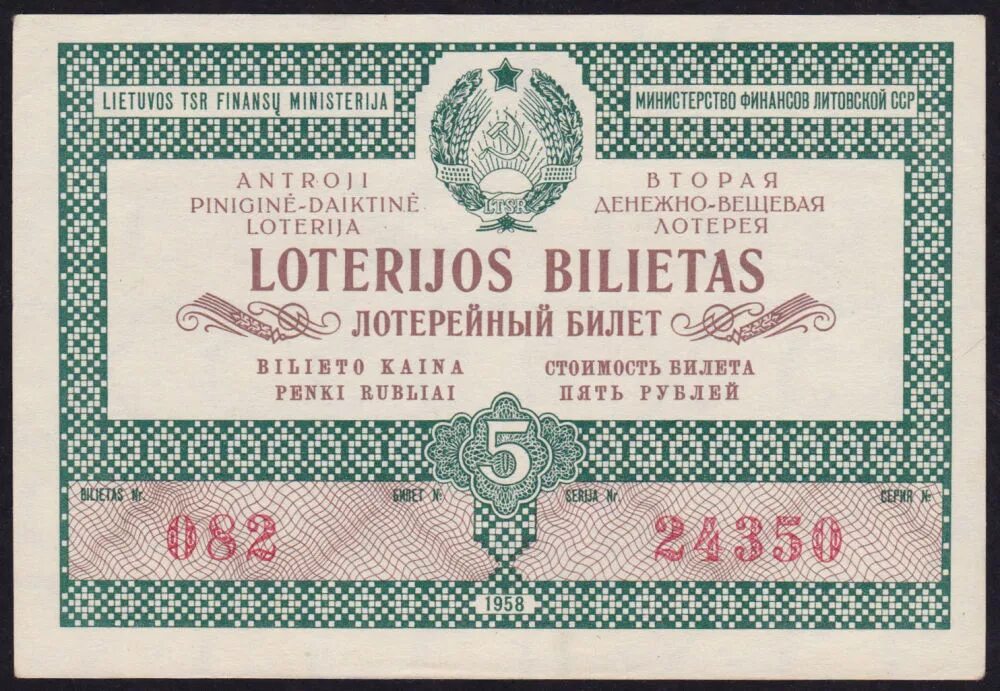 LIETUVOS TSR FINANSŲ MINISTERIJA
МИНИСТЕРСТВО ФИНАНСОВ ЛИТОВСКОЙ ССР
LTSR
ANTROJI
PINIGINĖ-DAIKTINĖ
LOTERIJA
ВТОРАЯ
ДЕНЕЖНО-ВЕЩЕВАЯ
ЛОТЕРЕЯ
LOTERIJOS BILIETAS
ЛОТЕРЕЙНЫЙ БИЛЕТ
BILIETO KAINA
PENKI RUBLIAI
СТОИМОСТЬ БИЛЕТА
ПЯТЬ РУБЛЕЙ
5
BILIETAS Nr.
БИЛЕТ №
082
SERIJA Nr.
СЕРИЯ №
24350
1958